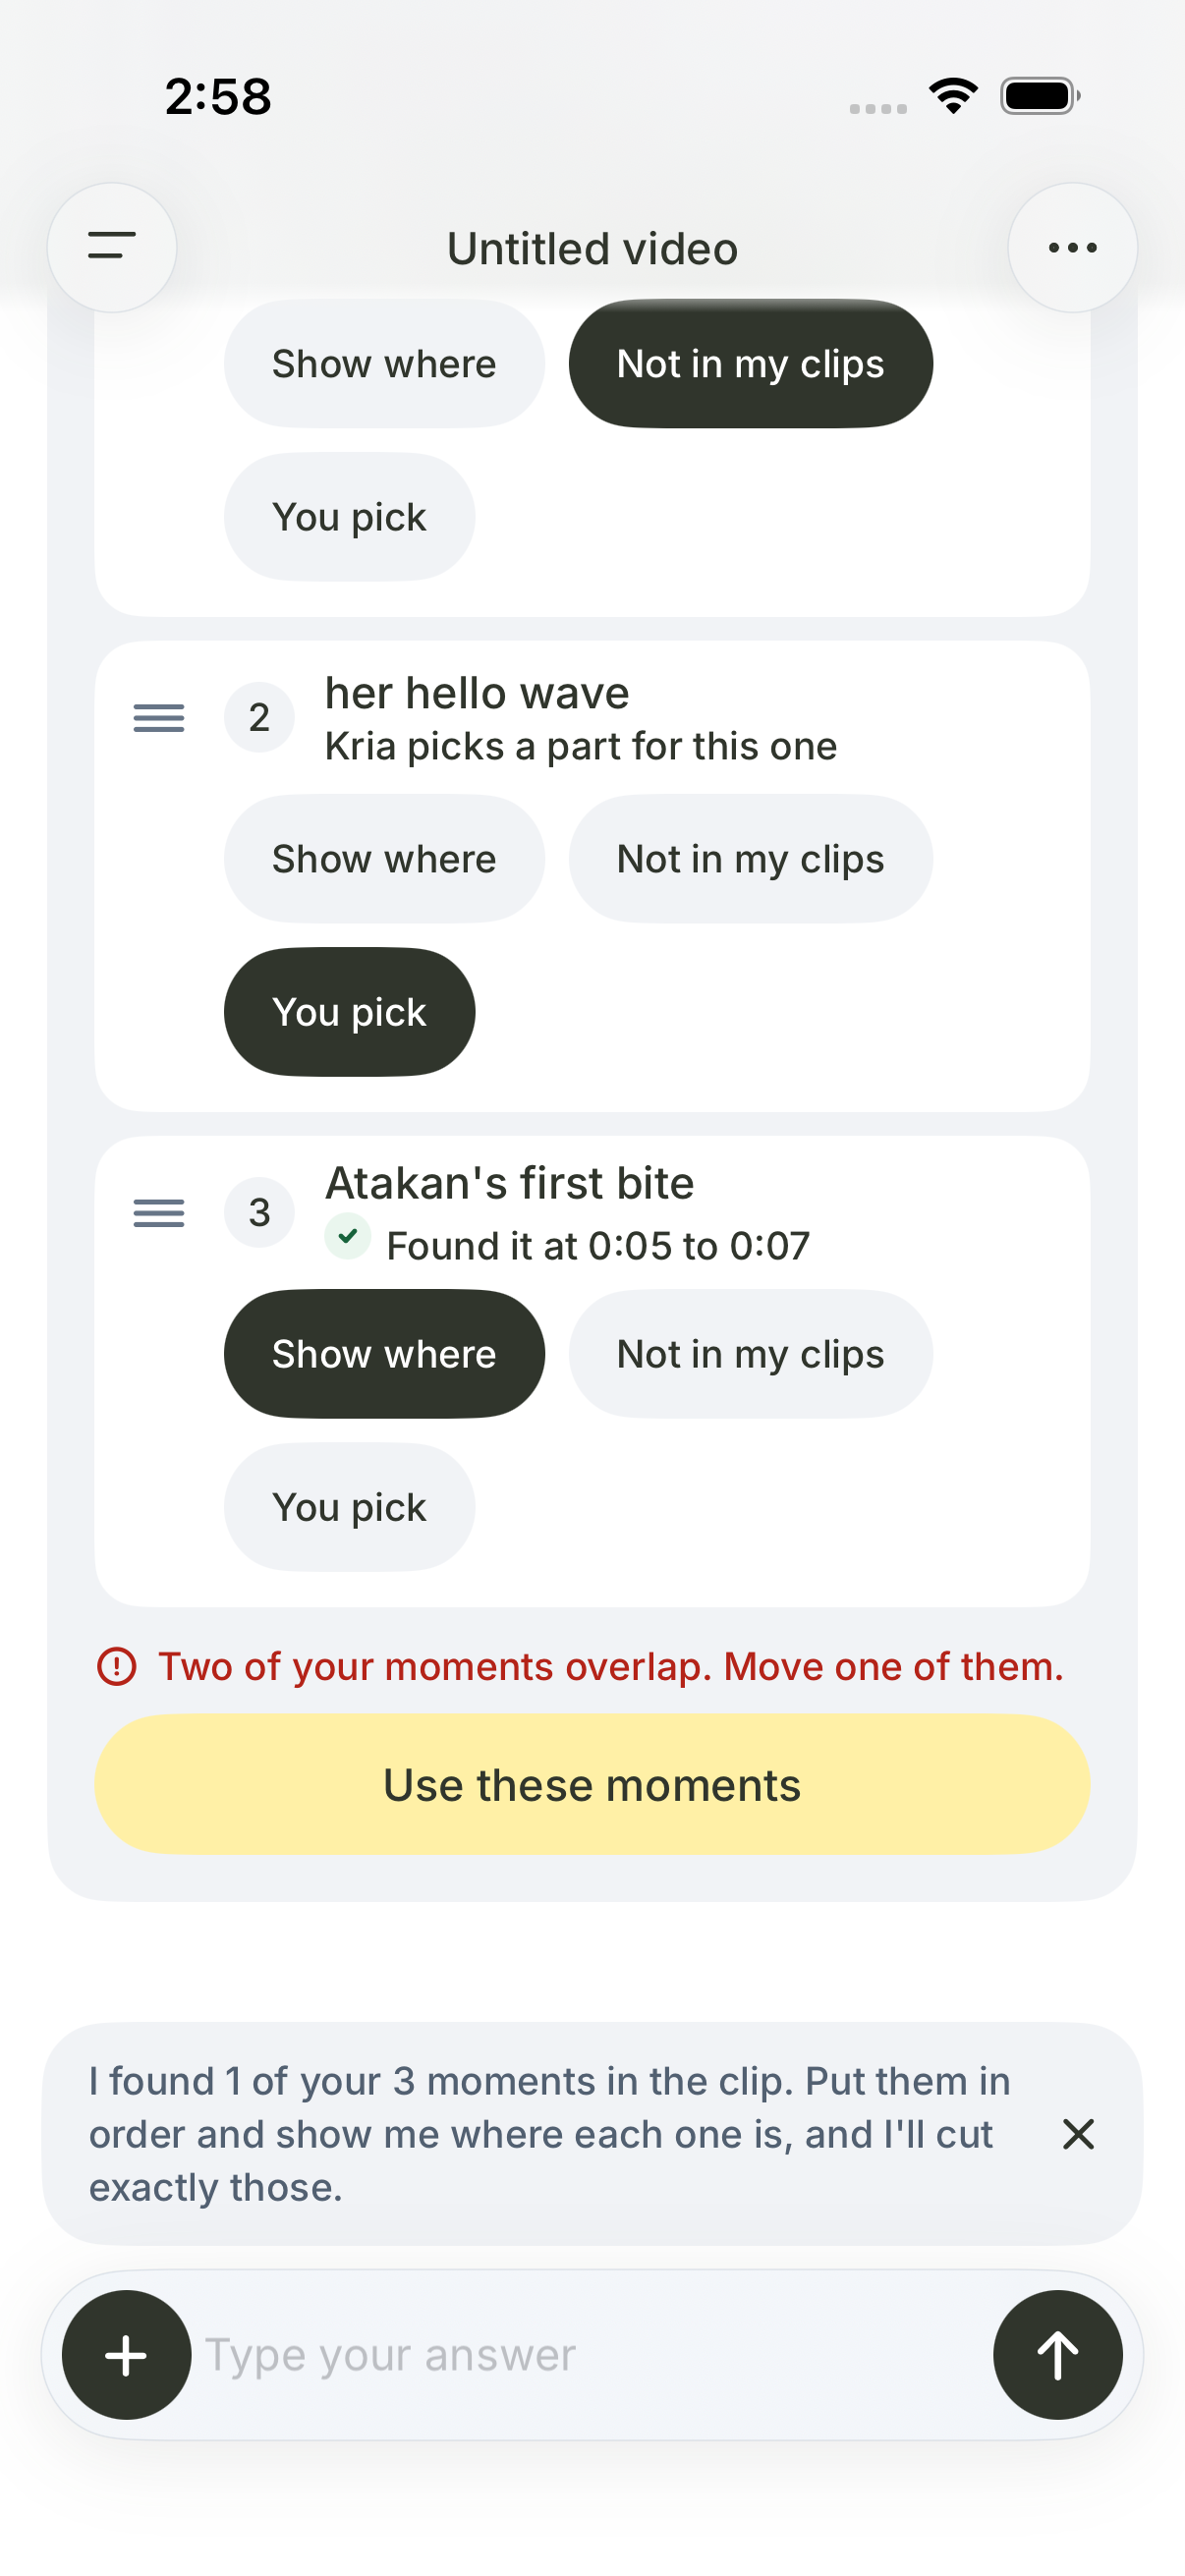 2:58
Untitled video
Show where
Not in my clips
You pick
2
her hello wave
Kria picks a part for this one
Show where
Not in my clips
You pick
3
Atakan's first bite
Found it at 0:05 to 0:07
Show where
Not in my clips
You pick
Two of your moments overlap. Move one of them.
Use these moments
I found 1 of your 3 moments in the clip. Put them in
order and show me where each one is, and I'll cut
exactly those.
Type your answer